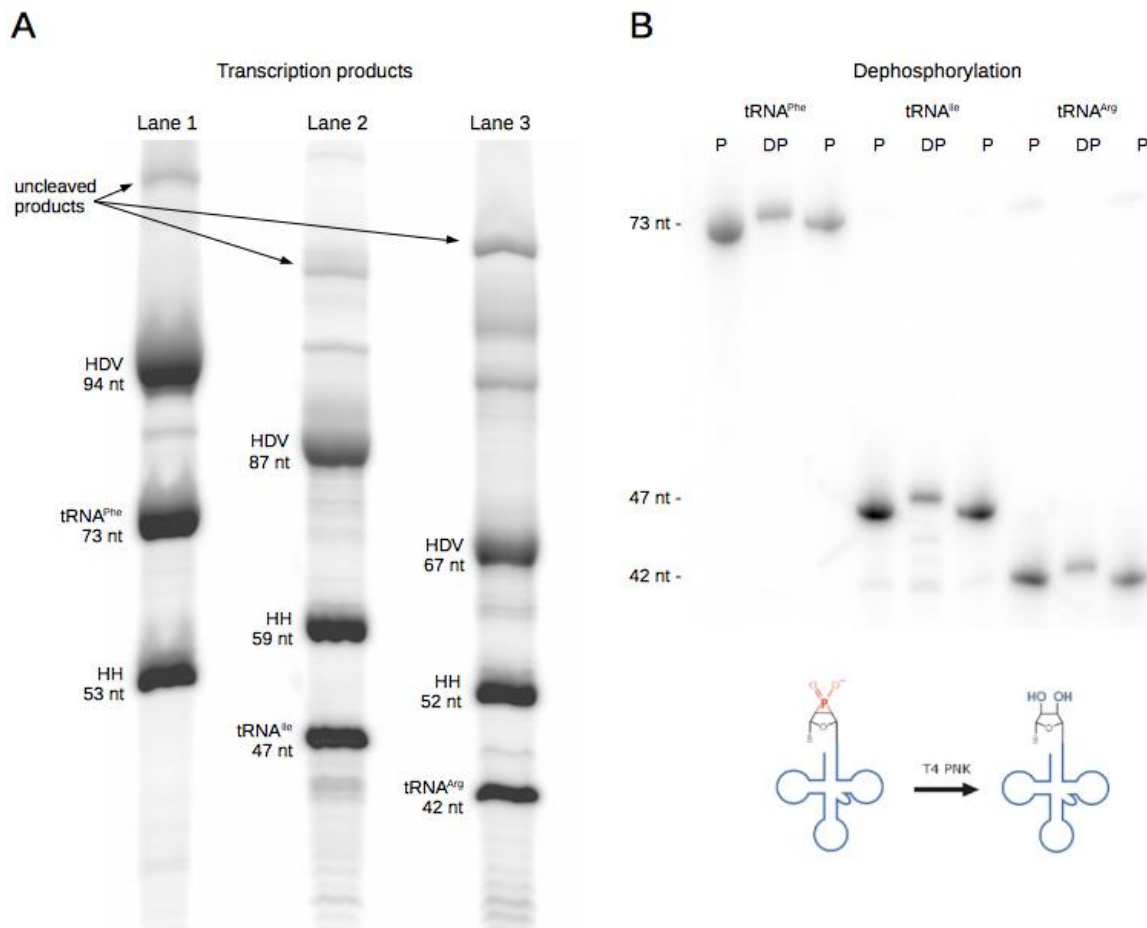 A
Transcription products
Lane 1
Lane 2
Lane 3
uncleaved
products
HDV
94 nt
tRNAPhe
73 nt
HH
53 nt
HDV
87 nt
HH
59 nt
tRNAIle
47 nt
HDV
67 nt
HH
52 nt
tRNAArg
42 nt
B
Dephosphorylation
tRNAPhe tRNAIle tRNAArg
P DP P P DP P P DP P
73 nt -
47 nt -
42 nt -
O O-
P
O
HO OH
O
T4 PNK